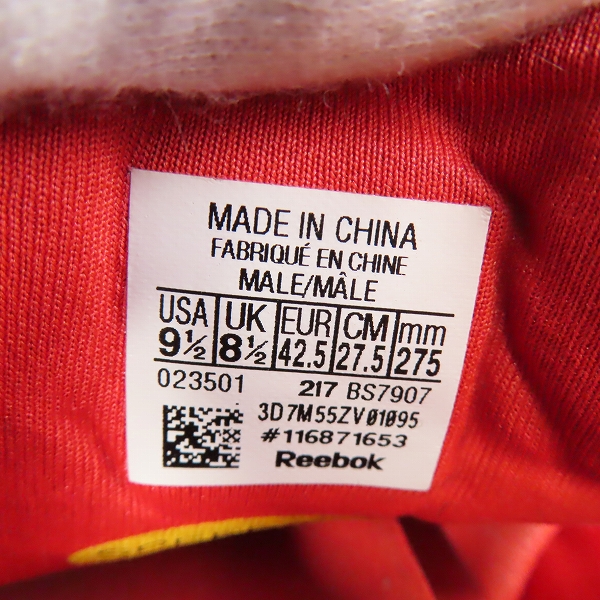 MADE IN CHINA
FABRIQUÉ EN CHINE
MALE/MÂLE
USA UK EUR CM mm
9½ 8½ 42.5 27.5 275
023501 217 BS7907
3D7M55ZV01095
#116871653
Reebok